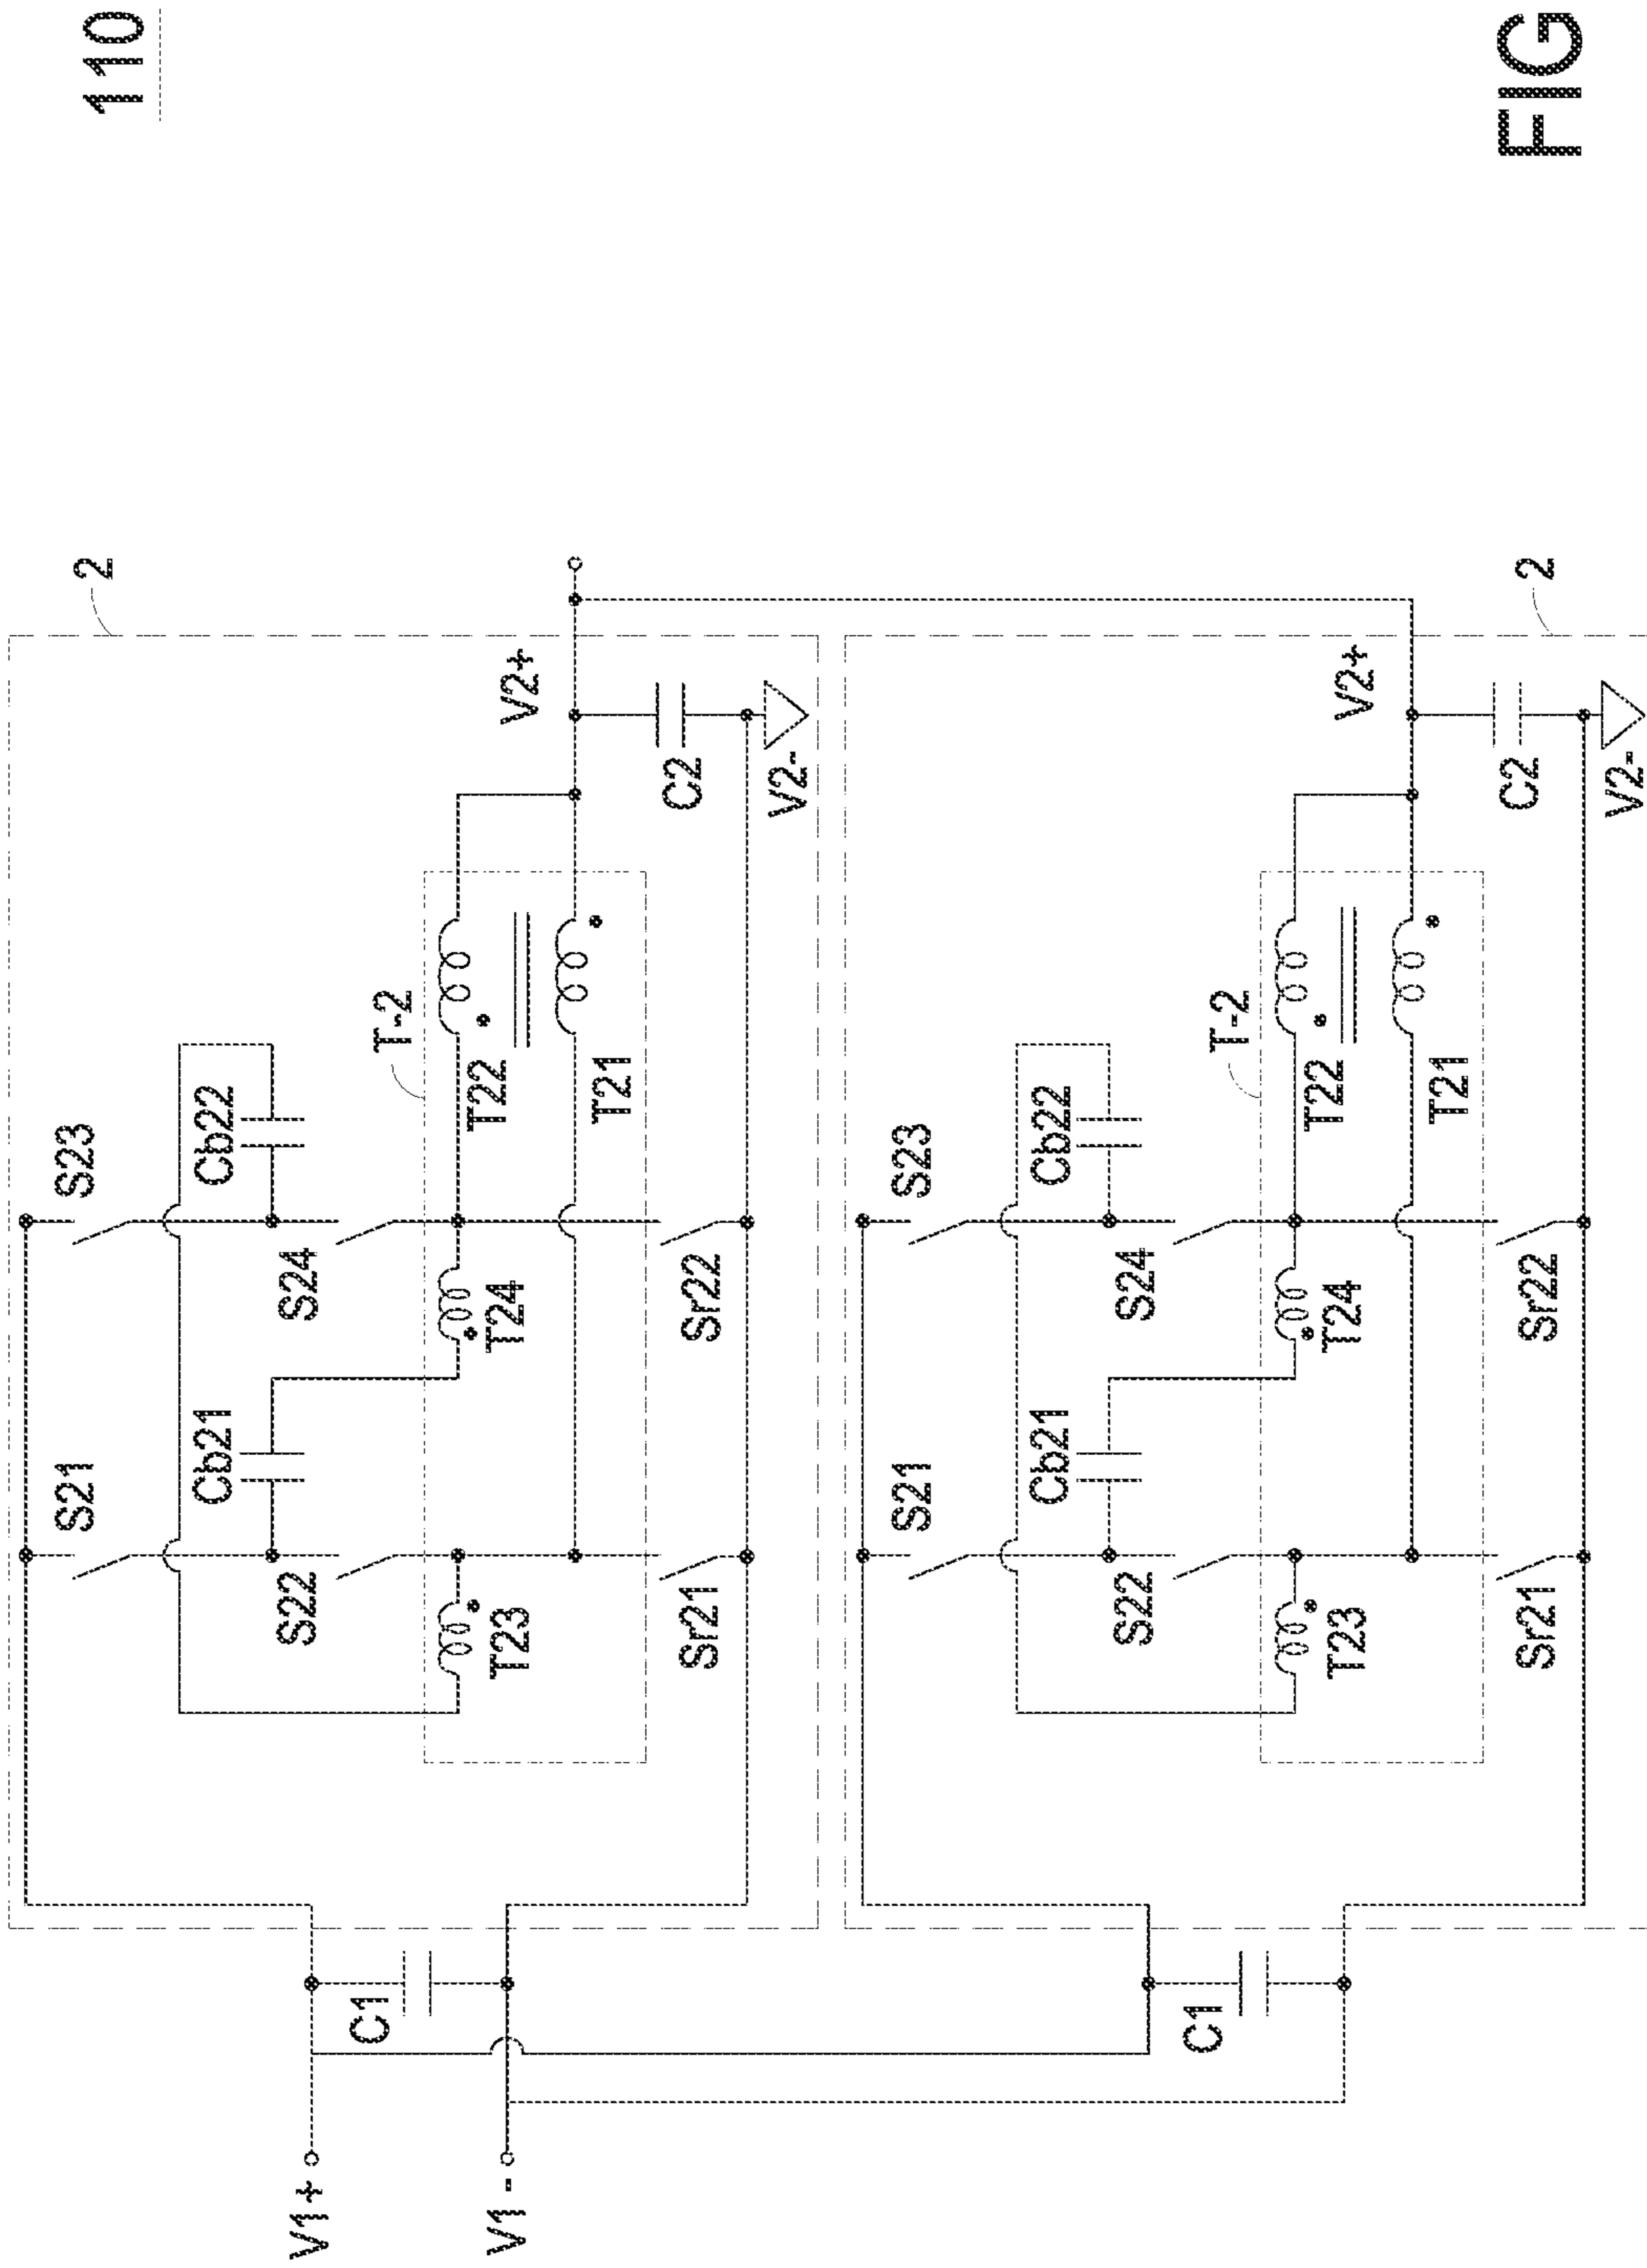 110
2
S21
S23
Cb21
Cb22
S22
S24
T-2
V2+
T23
T24
T22
T21
C2
Sr21
Sr22
V2-
V1+
C1
V1 -
2
S21
S23
Cb21
Cb22
S22
S24
T-2
V2+
T23
T24
T22
T21
C2
Sr21
Sr22
V2-
C1
FIG